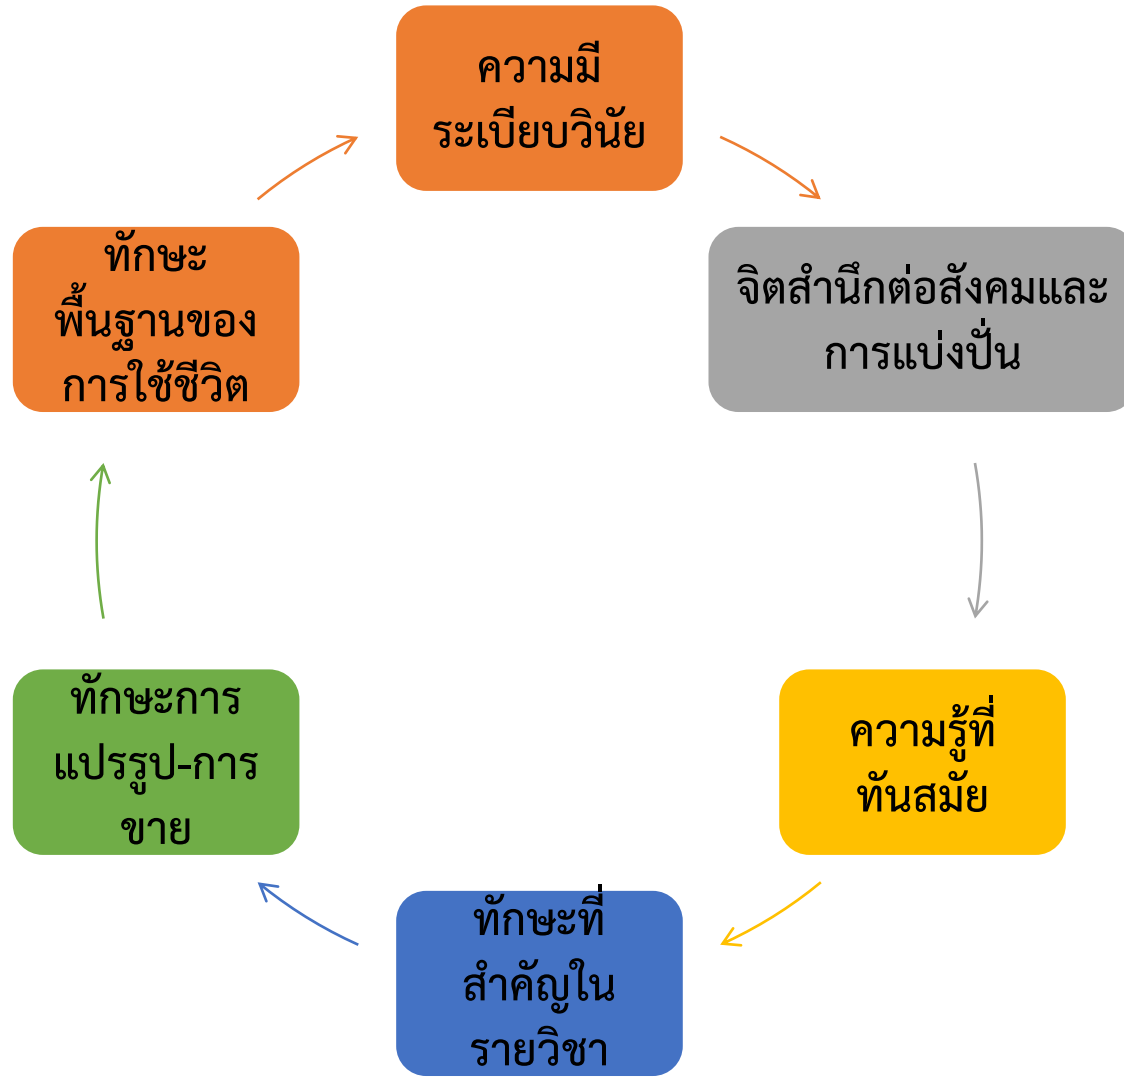 ความมี
ระเบียบวินัย
จิตสำนึกต่อสังคมและ
การแบ่งปั่น
ความรู้ที่
ทันสมัย
ทักษะที่
สำคัญใน
รายวิชา
ทักษะการ
แปรรูป-การ
ขาย
ทักษะ
พื้นฐานของ
การใช้ชีวิต